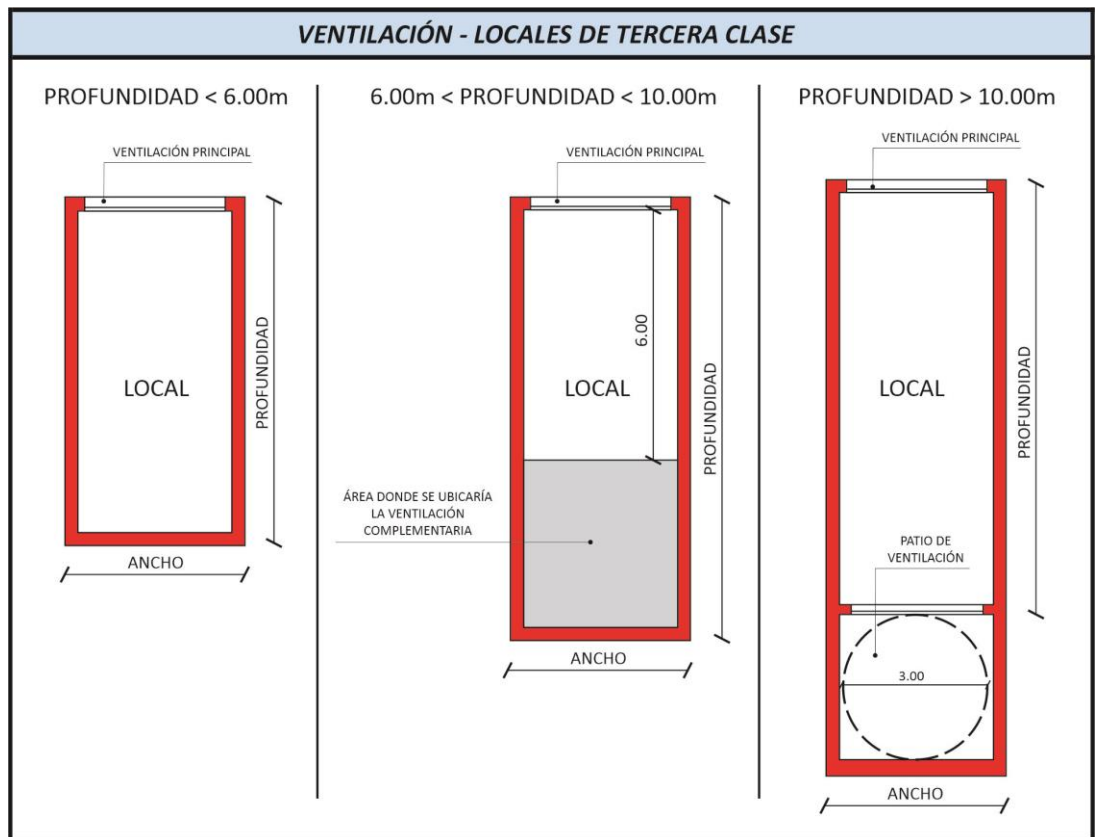 VENTILACIÓN - LOCALES DE TERCERA CLASE
PROFUNDIDAD < 6.00m
VENTILACIÓN PRINCIPAL
LOCAL
PROFUNDIDAD
ANCHO
6.00m < PROFUNDIDAD < 10.00m
VENTILACIÓN PRINCIPAL
6.00
LOCAL
PROFUNDIDAD
ÁREA DONDE SE UBICARÍA
LA VENTILACIÓN
COMPLEMENTARIA
ANCHO
PROFUNDIDAD > 10.00m
VENTILACIÓN PRINCIPAL
LOCAL
PROFUNDIDAD
PATIO DE
VENTILACIÓN
3.00
ANCHO